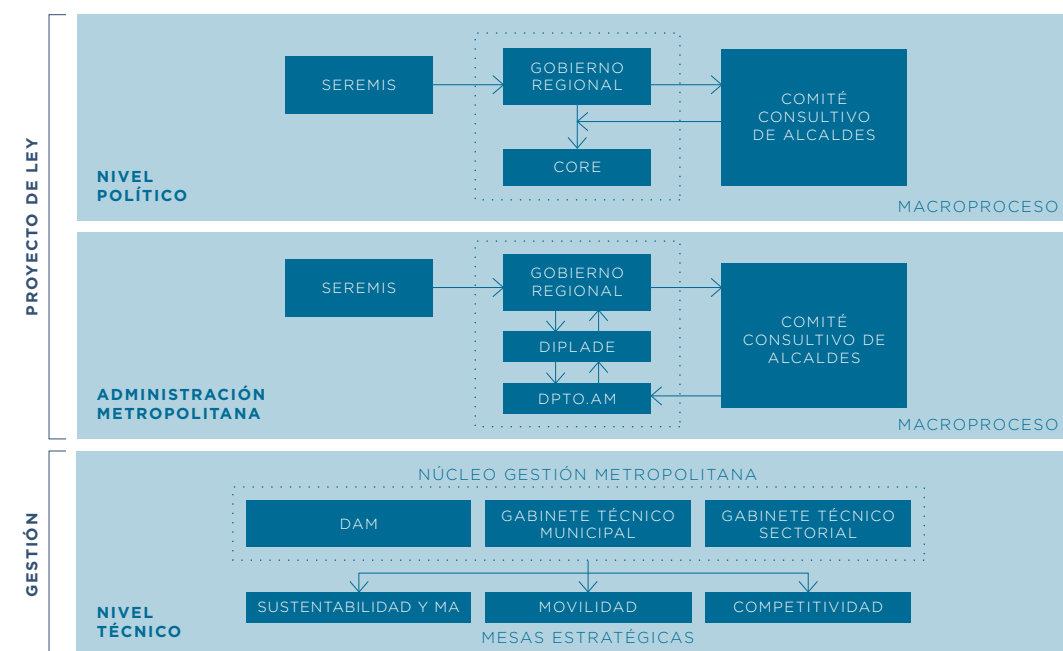 PROYECTO DE LEY
SEREMIS
GOBIERNO
REGIONAL
COMITÉ
CONSULTIVO
DE ALCALDES
CORE
NIVEL
POLÍTICO
MACROPROCESO
SEREMIS
GOBIERNO
REGIONAL
DIPLADE
DPTO.AM
COMITÉ
CONSULTIVO DE
ALCALDES
ADMINISTRACIÓN
METROPOLITANA
MACROPROCESO
GESTIÓN
NÚCLEO GESTIÓN METROPOLITANA
DAM
GABINETE TÉCNICO
MUNICIPAL
GABINETE TÉCNICO
SECTORIAL
SUSTENTABILIDAD Y MA
MOVILIDAD
COMPETITIVIDAD
NIVEL
TÉCNICO
MESAS ESTRATÉGICAS